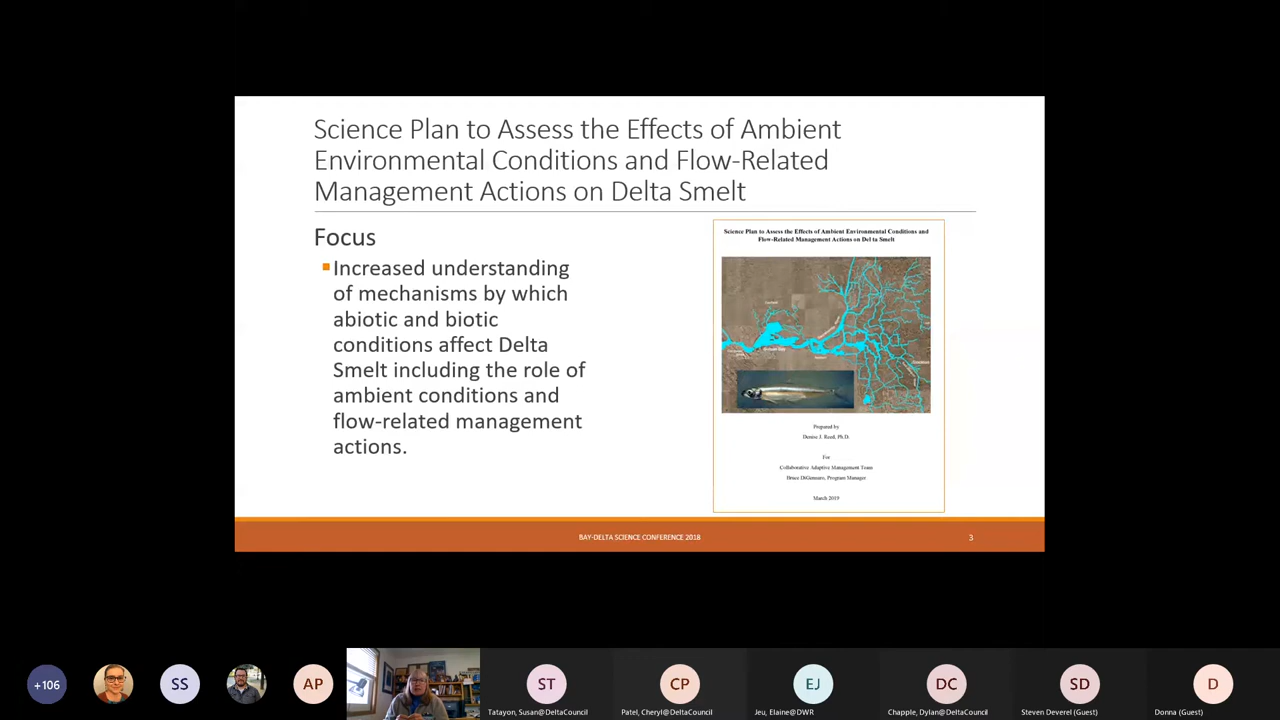 Science Plan to Assess the Effects of Ambient
Environmental Conditions and Flow-Related
Management Actions on Delta Smelt
Focus
Increased understanding
of mechanisms by which
abiotic and biotic
conditions affect Delta
Smelt including the role of
ambient conditions and
flow-related management
actions.
Science Plan to Assess the Effects of Ambient Environmental Conditions and
Flow-Related Management Actions on Del ta Smelt
Prepared by
Denise J. Reed, Ph.D.
For
Collaborative Adaptive Management Team
Bruce DiGennaro, Program Manager
March 2019
BAY-DELTA SCIENCE CONFERENCE 2018
3
+106
SS
AP
ST
CP
EJ
DC
SD
D
Tatayon, Susan@DeltaCouncil
Patel, Cheryl@DeltaCouncil
Jeu, Elaine@DWR
Chapple, Dylan@DeltaCouncil
Steven Deverel (Guest)
Donna (Guest)